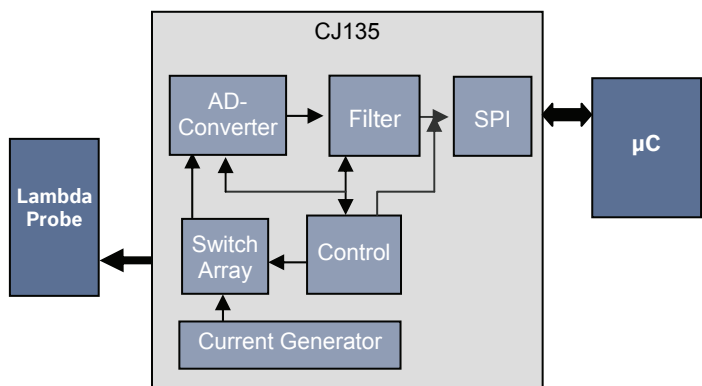 CJ135
AD-
Converter
Filter
SPI
µC
Lambda
Probe
Switch
Array
Control
Current Generator